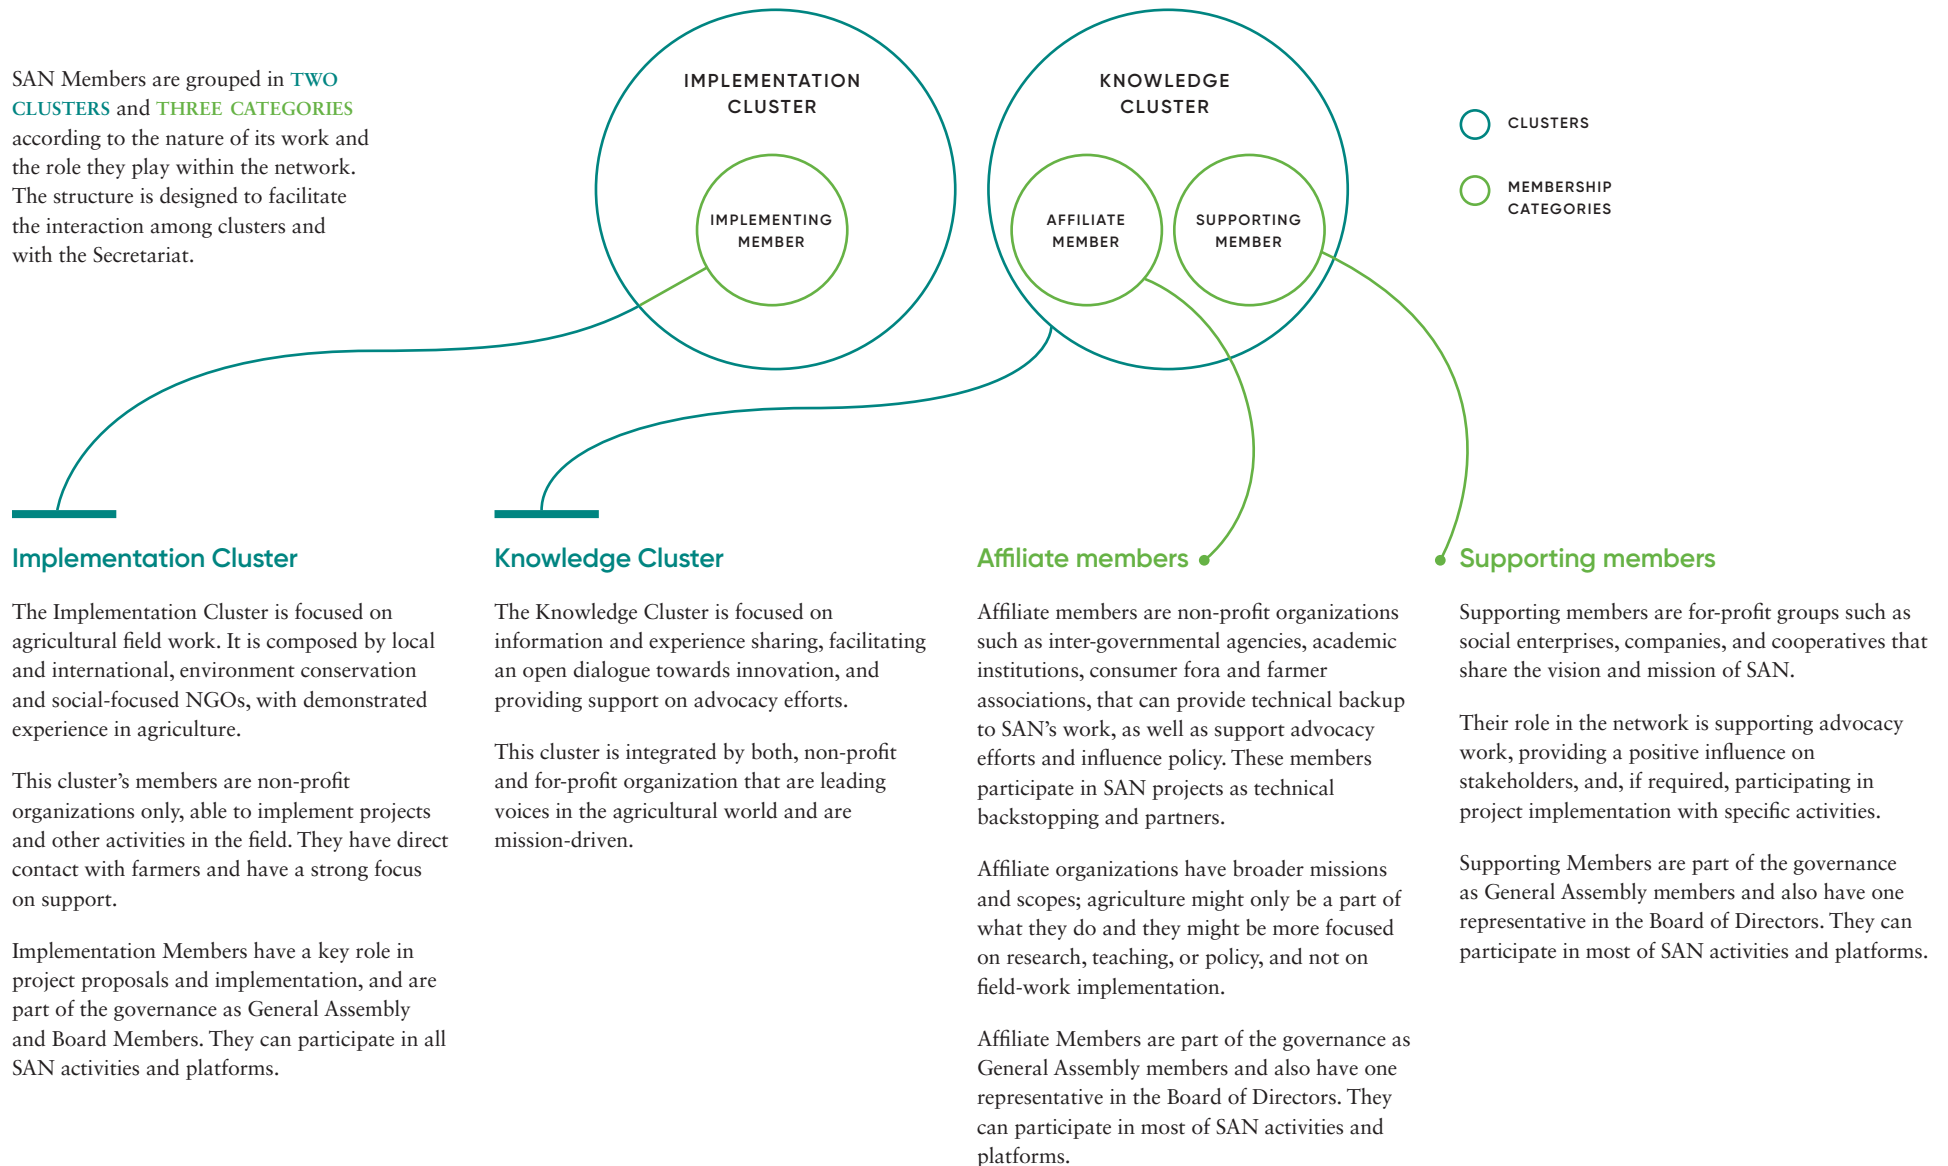 SAN Members are grouped in TWO
CLUSTERS and THREE CATEGORIES
according to the nature of its work and
the role they play within the network.
The structure is designed to facilitate
the interaction among clusters and
with the Secretariat.
IMPLEMENTATION
CLUSTER
IMPLEMENTING
MEMBER
KNOWLEDGE
CLUSTER
AFFILIATE
MEMBER
SUPPORTING
MEMBER
CLUSTERS
MEMBERSHIP
CATEGORIES
Implementation Cluster
The Implementation Cluster is focused on
agricultural field work. It is composed by local
and international, environment conservation
and social-focused NGOs, with demonstrated
experience in agriculture.
This cluster's members are non-profit
organizations only, able to implement projects
and other activities in the field. They have direct
contact with farmers and have a strong focus
on support.
Implementation Members have a key role in
project proposals and implementation, and are
part of the governance as General Assembly
and Board Members. They can participate in all
SAN activities and platforms.
Knowledge Cluster
The Knowledge Cluster is focused on
information and experience sharing, facilitating
an open dialogue towards innovation, and
providing support on advocacy efforts.
This cluster is integrated by both, non-profit
and for-profit organization that are leading
voices in the agricultural world and are
mission-driven.
Affiliate members
Affiliate members are non-profit organizations
such as inter-governmental agencies, academic
institutions, consumer fora and farmer
associations, that can provide technical backup
to SAN's work, as well as support advocacy
efforts and influence policy. These members
participate in SAN projects as technical
backstopping and partners.
Affiliate organizations have broader missions
and scopes; agriculture might only be a part of
what they do and they might be more focused
on research, teaching, or policy, and not on
field-work implementation.
Affiliate Members are part of the governance as
General Assembly members and also have one
representative in the Board of Directors. They
can participate in most of SAN activities and
platforms.
Supporting members
Supporting members are for-profit groups such as
social enterprises, companies, and cooperatives that
share the vision and mission of SAN.
Their role in the network is supporting advocacy
work, providing a positive influence on
stakeholders, and, if required, participating in
project implementation with specific activities.
Supporting Members are part of the governance
as General Assembly members and also have one
representative in the Board of Directors. They can
participate in most of SAN activities and platforms.